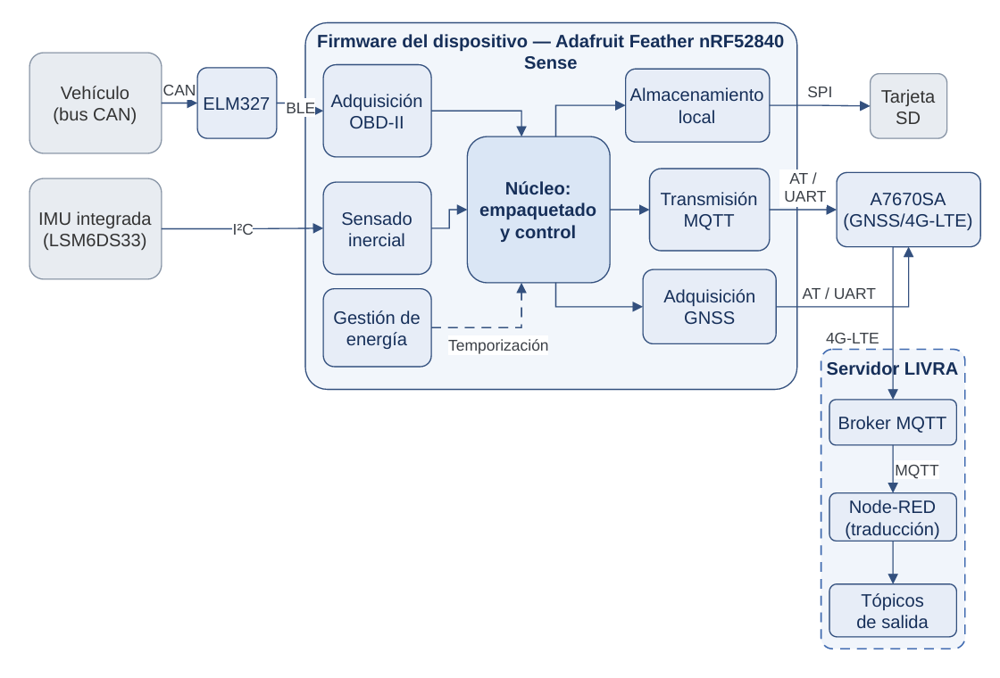 Firmware del dispositivo — Adafruit Feather nRF52840
Sense
Vehículo
(bus CAN)
CAN
ELM327
BLE
Adquisición
OBD-II
Almacenamiento
local
SPI
Tarjeta
SD
IMU integrada
(LSM6DS33)
I²C
Sensado
inercial
Núcleo:
empaquetado
y control
Transmisión
MQTT
AT /
UART
A7670SA
(GNSS/4G-LTE)
Gestión de
energía
Temporización
Adquisición
GNSS
AT / UART
4G-LTE
Servidor LIVRA
Broker MQTT
MQTT
Node-RED
(traducción)
Tópicos
de salida